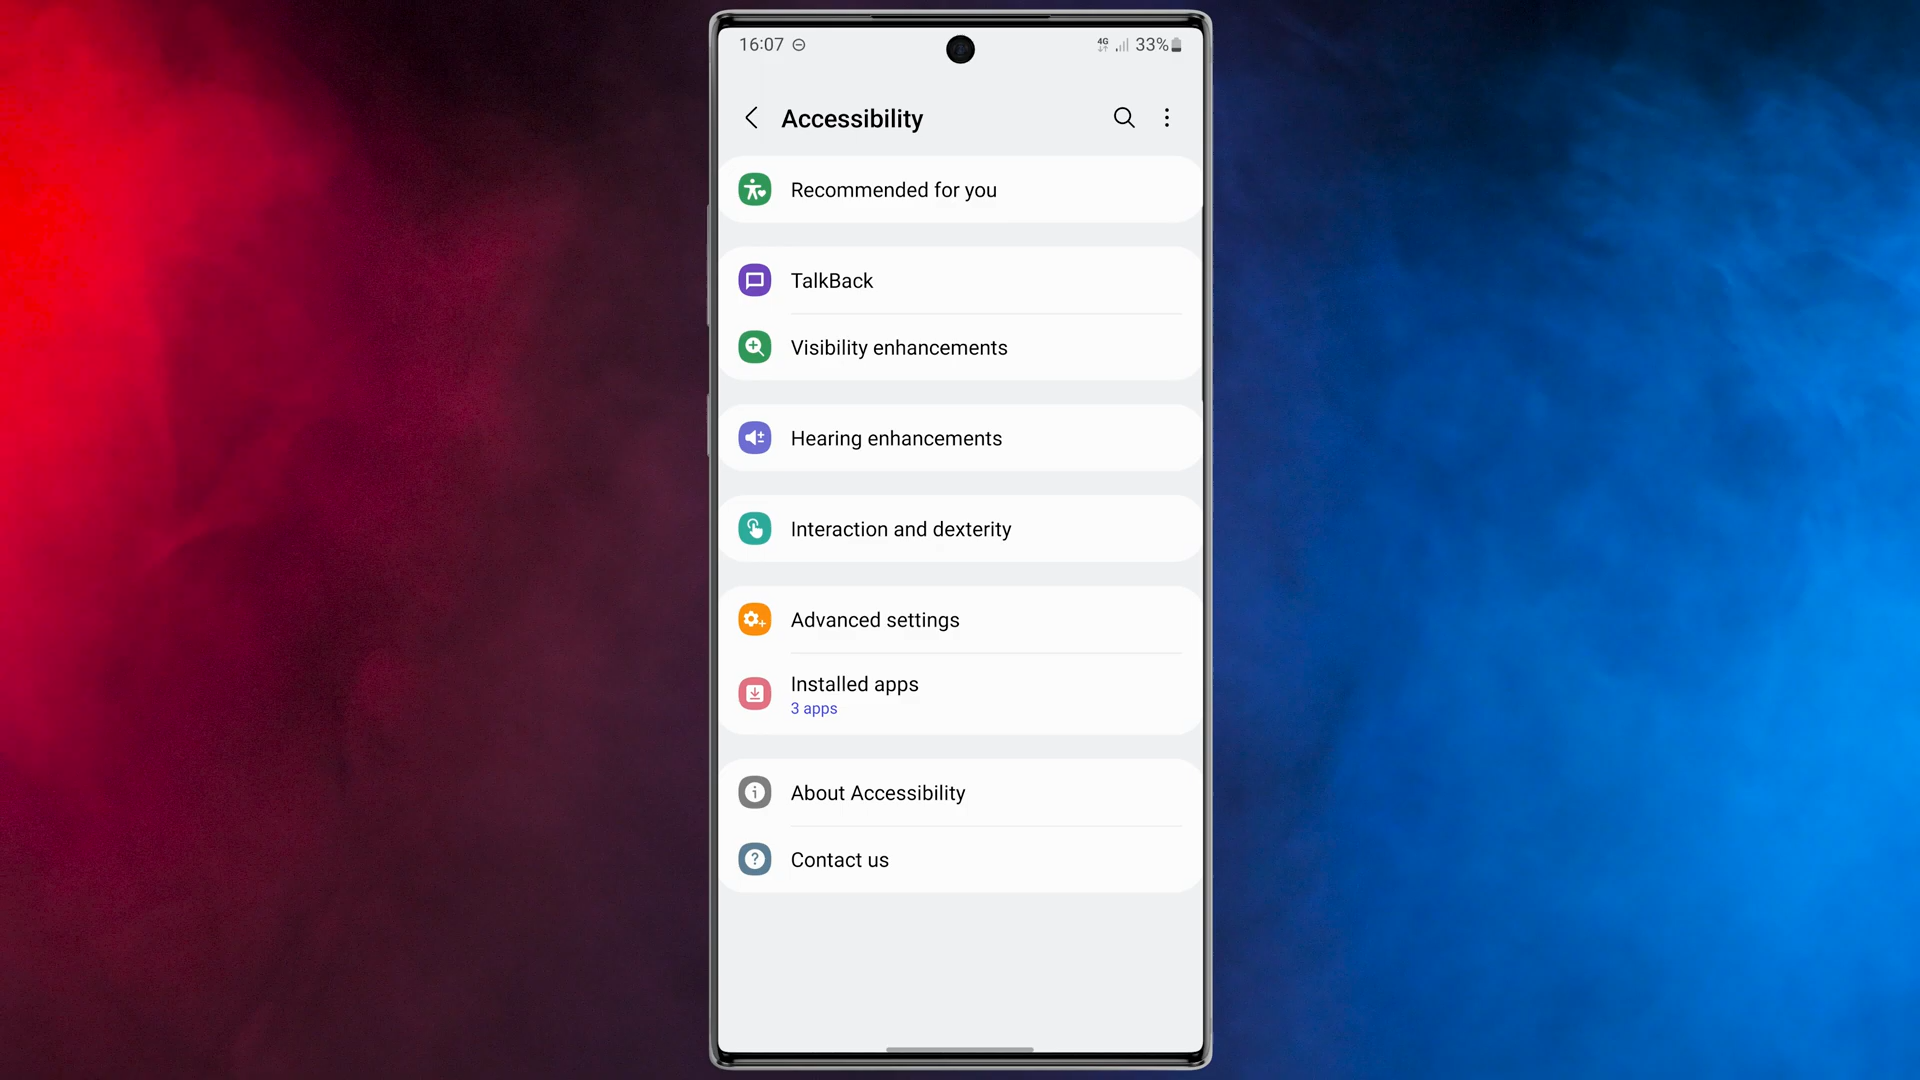 16:07
4G 33%
Accessibility
Recommended for you
TalkBack
Visibility enhancements
Hearing enhancements
Interaction and dexterity
Advanced settings
Installed apps
3 apps
About Accessibility
Contact us